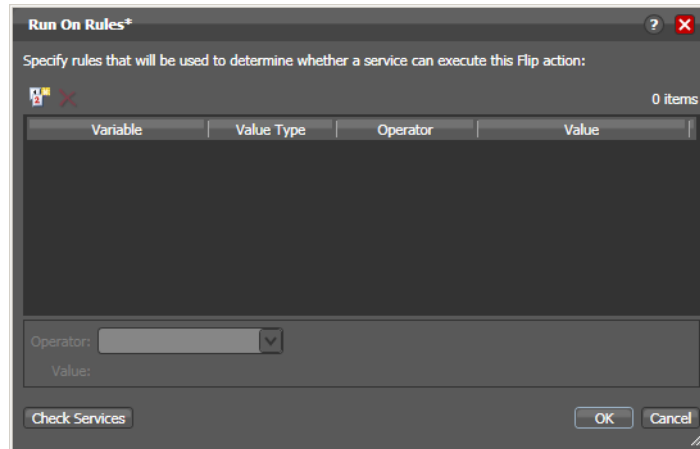 Run On Rules*
?
Specify rules that will be used to determine whether a service can execute this Flip action:
0 items
Variable Value Type Operator Value
Operator:
Value:
Check Services OK Cancel